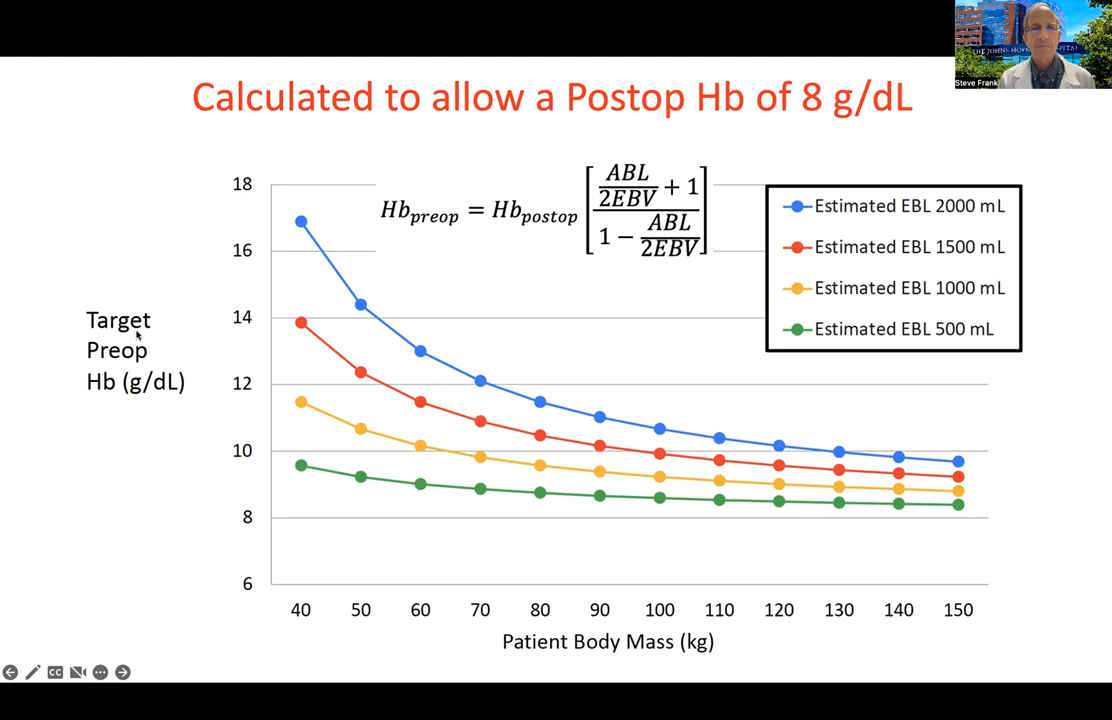 THE JOHNS HOPKINS HOSPITAL
Steve Frank
Calculated to allow a Postop Hb of 8 g/dL
Hb_preop = Hb_postop [ (ABL/2EBV + 1) / (1 − ABL/2EBV) ]
Estimated EBL 2000 mL
Estimated EBL 1500 mL
Estimated EBL 1000 mL
Estimated EBL 500 mL
Target
Preop
Hb (g/dL)
18
16
14
12
10
8
6
40 50 60 70 80 90 100 110 120 130 140 150
Patient Body Mass (kg)
CC